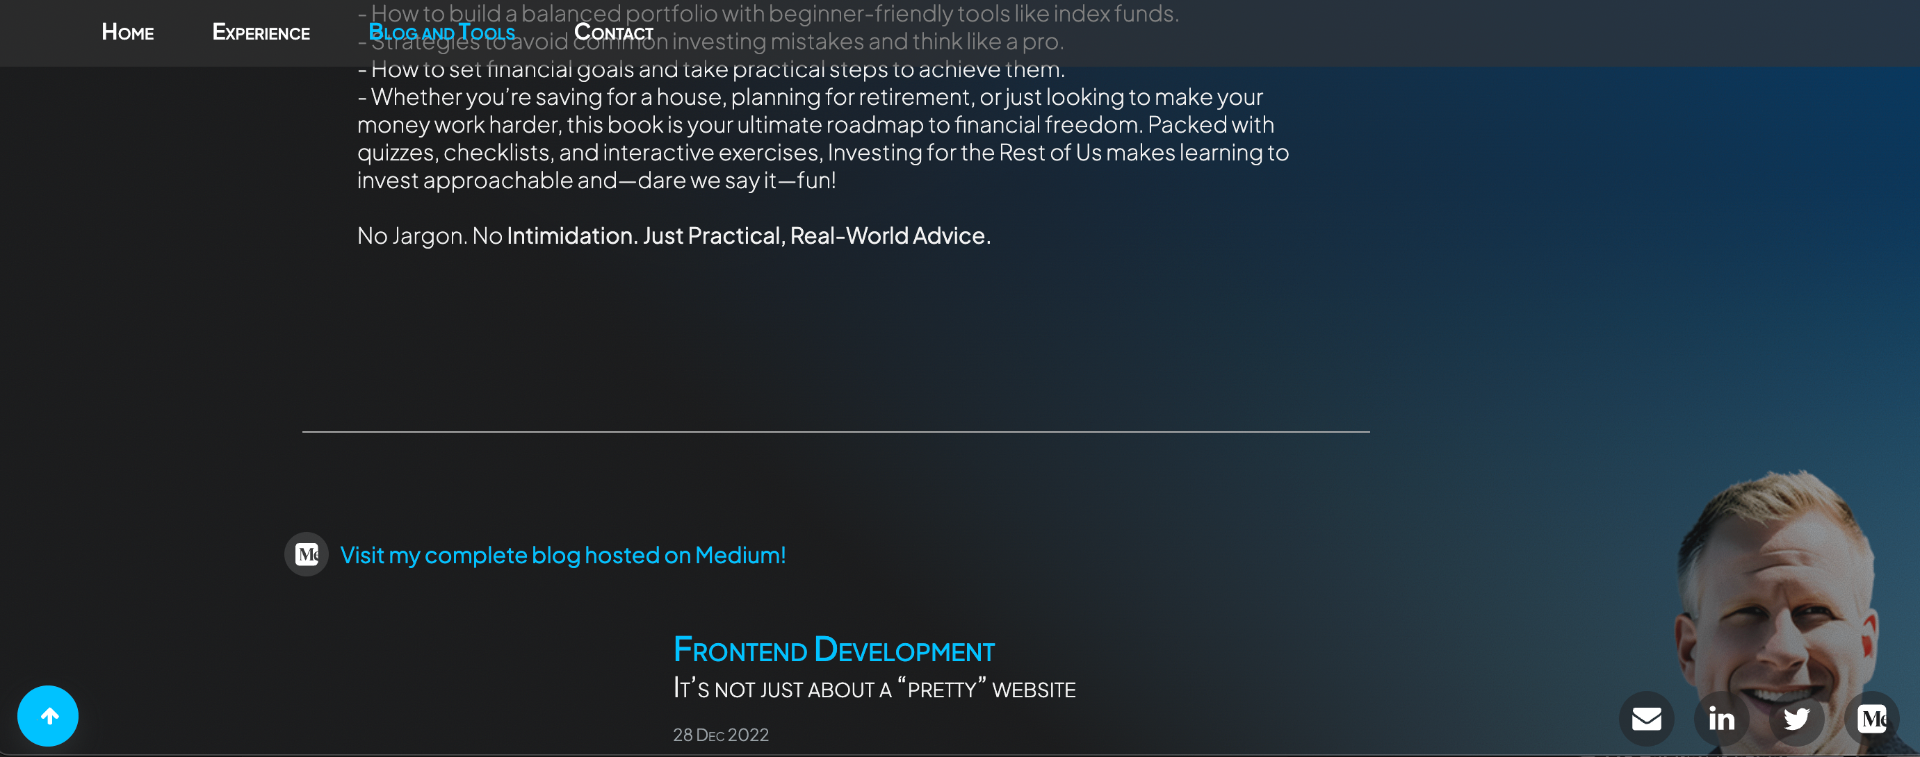 - How to build a balanced portfolio with beginner-friendly tools like index funds.
Home Experience Blog and Tools Contact
- Strategies to avoid common investing mistakes and think like a pro.
- How to set financial goals and take practical steps to achieve them.
- Whether you’re saving for a house, planning for retirement, or just looking to make your
money work harder, this book is your ultimate roadmap to financial freedom. Packed with
quizzes, checklists, and interactive exercises, Investing for the Rest of Us makes learning to
invest approachable and—dare we say it—fun!
No Jargon. No Intimidation. Just Practical, Real-World Advice.
Visit my complete blog hosted on Medium!
Frontend Development
It’s not just about a “pretty” website
28 Dec 2022
in